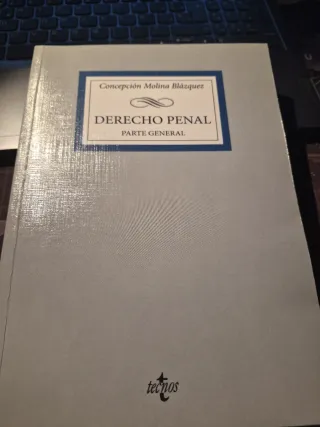 Concepción Molina Blázquez
DERECHO PENAL
PARTE GENERAL
tecnos